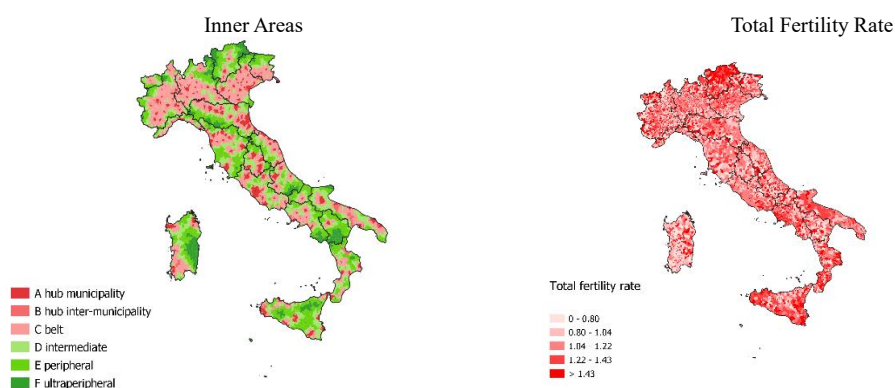 Inner Areas
Total Fertility Rate
A hub municipality
B hub inter-municipality
C belt
D intermediate
E peripheral
F ultraperipheral
Total fertility rate
0 - 0.80
0.80 - 1.04
1.04 - 1.22
1.22 - 1.43
> 1.43